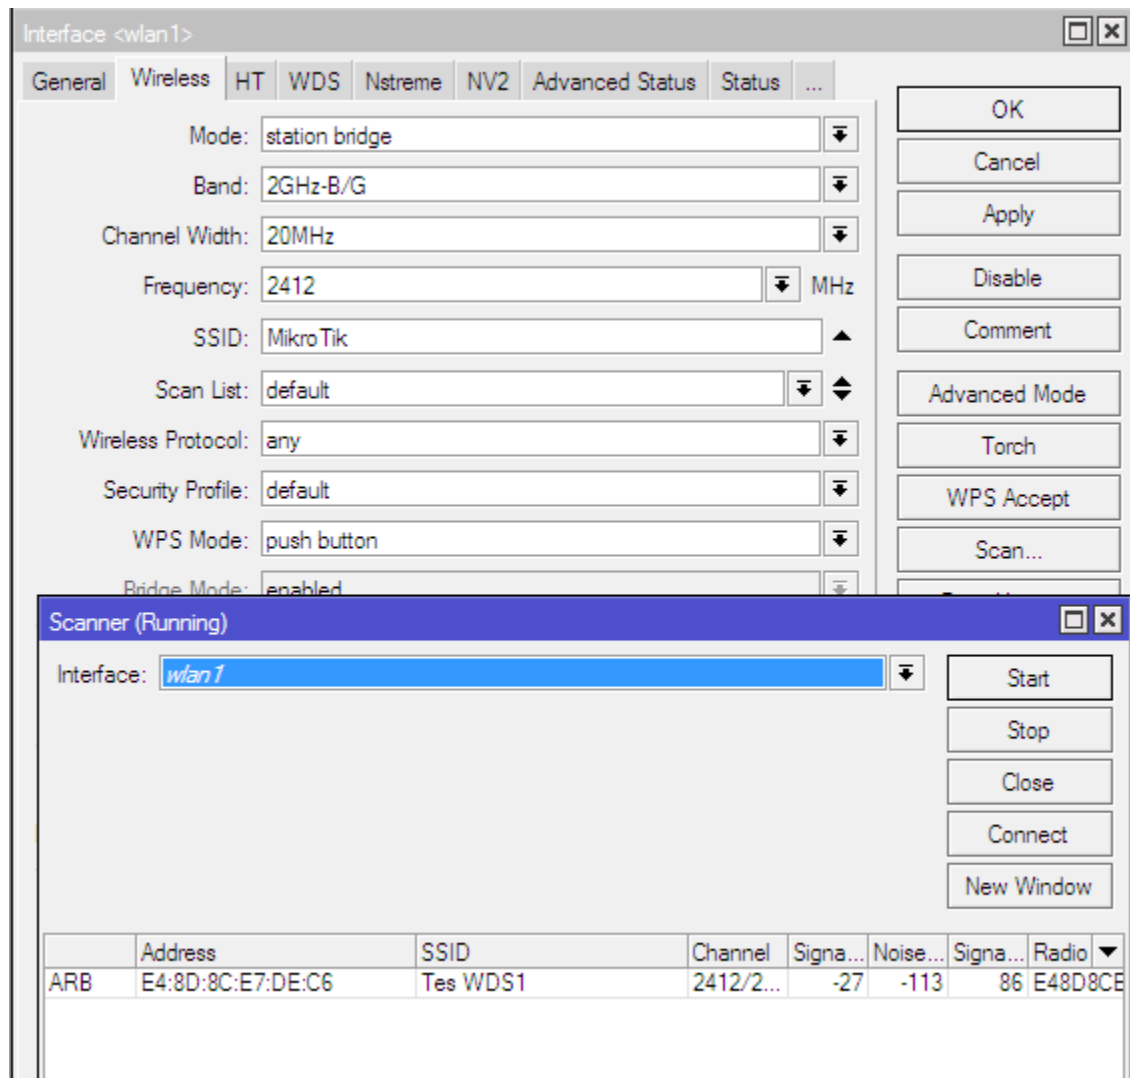 Interface <wlan1>
General Wireless HT WDS Nstreme NV2 Advanced Status Status ...
Mode: station bridge
Band: 2GHz-B/G
Channel Width: 20MHz
Frequency: 2412 MHz
SSID: MikroTik
Scan List: default
Wireless Protocol: any
Security Profile: default
WPS Mode: push button
Bridge Mode: enabled
OK
Cancel
Apply
Disable
Comment
Advanced Mode
Torch
WPS Accept
Scan...
Scanner (Running)
Interface: wlan1
Start
Stop
Close
Connect
New Window
Address SSID Channel Signa... Noise... Signa... Radio
ARB E4:8D:8C:E7:DE:C6 Tes WDS1 2412/2... -27 -113 86 E48D8CE